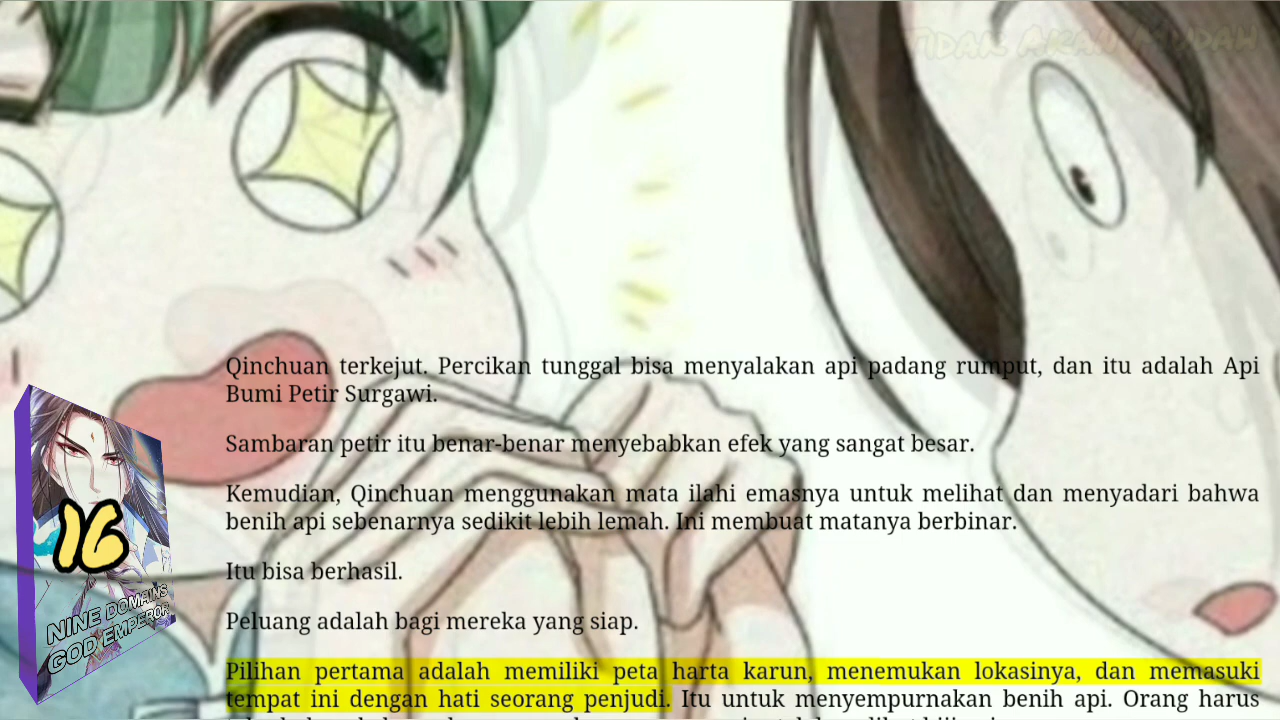 TIDAK AKAN MUDAH
Qinchuan terkejut. Percikan tunggal bisa menyalakan api padang rumput, dan itu adalah Api
Bumi Petir Surgawi.
Sambaran petir itu benar-benar menyebabkan efek yang sangat besar.
Kemudian, Qinchuan menggunakan mata ilahi emasnya untuk melihat dan menyadari bahwa
benih api sebenarnya sedikit lebih lemah. Ini membuat matanya berbinar.
Itu bisa berhasil.
Peluang adalah bagi mereka yang siap.
Pilihan pertama adalah memiliki peta harta karun, menemukan lokasinya, dan memasuki
tempat ini dengan hati seorang penjudi. Itu untuk menyempurnakan benih api. Orang harus
16
NINE DOMAINS
GOD EMPEROR